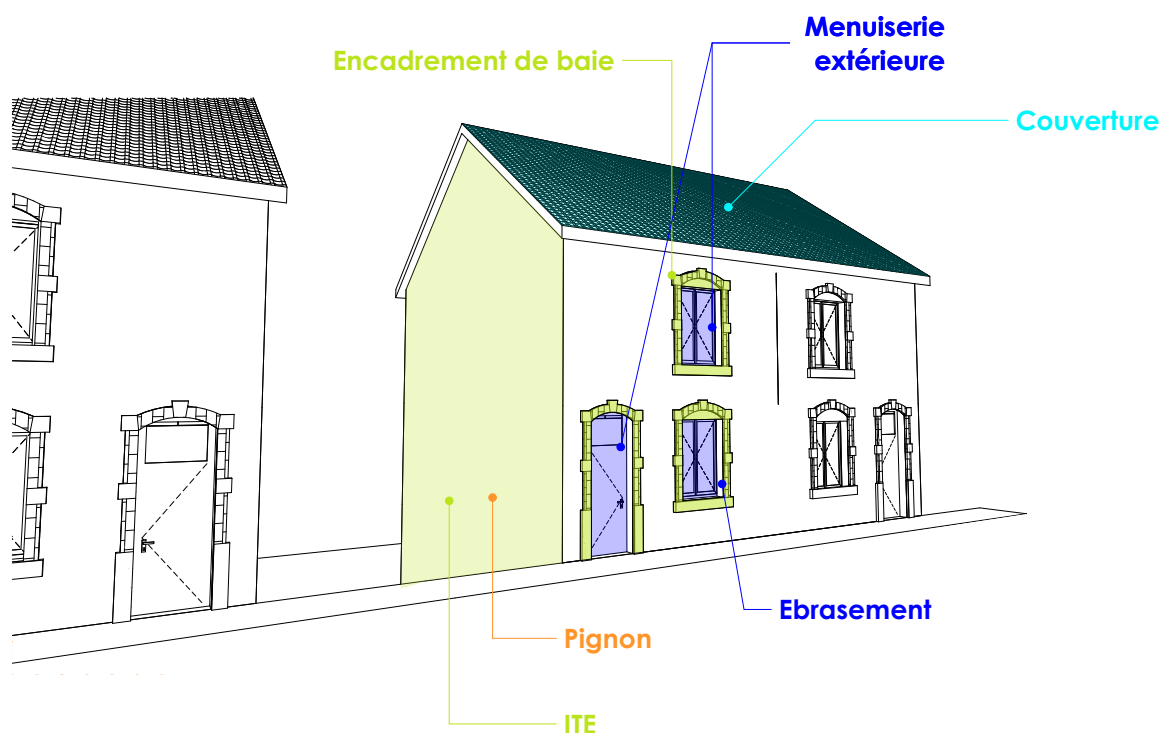 Menuiserie
extérieure
Encadrement de baie
Couverture
Ebrasement
Pignon
ITE